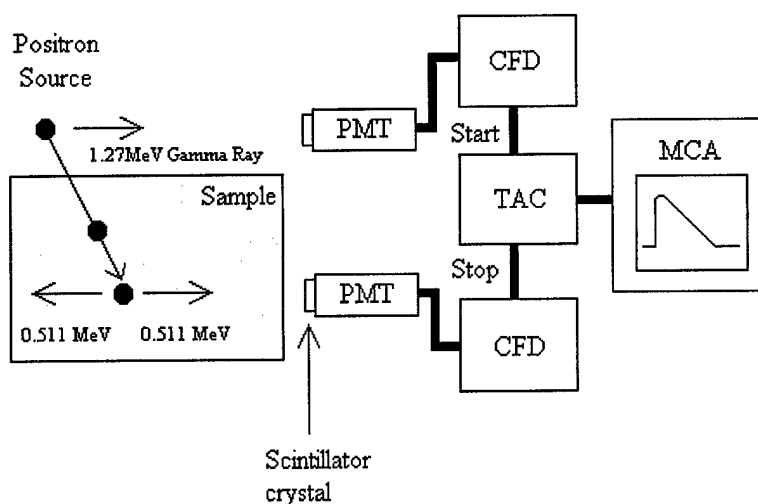 Positron
Source
1.27MeV Gamma Ray
Sample
0.511 MeV 0.511 MeV
PMT
CFD
Start
TAC
MCA
Stop
PMT
CFD
Scintillator
crystal